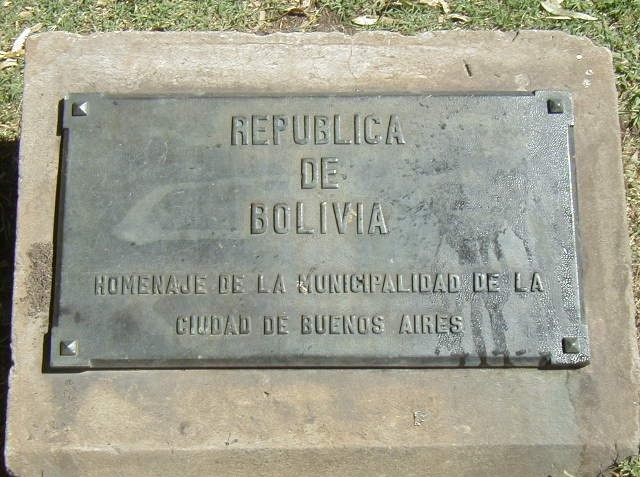 REPUBLICA
DE
BOLIVIA
HOMENAJE DE LA MUNICIPALIDAD DE LA
CIUDAD DE BUENOS AIRES